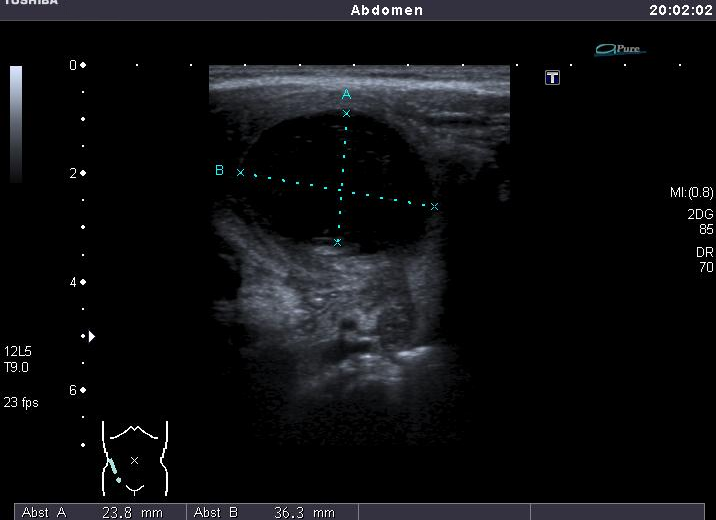 TOSHIBA
Abdomen
20:02:02
aPure
T
0
A
B
2
4
6
MI:(0.8)
2DG
85
DR
70
12L5
T9.0
23 fps
Abst A 23.8 mm
Abst B 36.3 mm